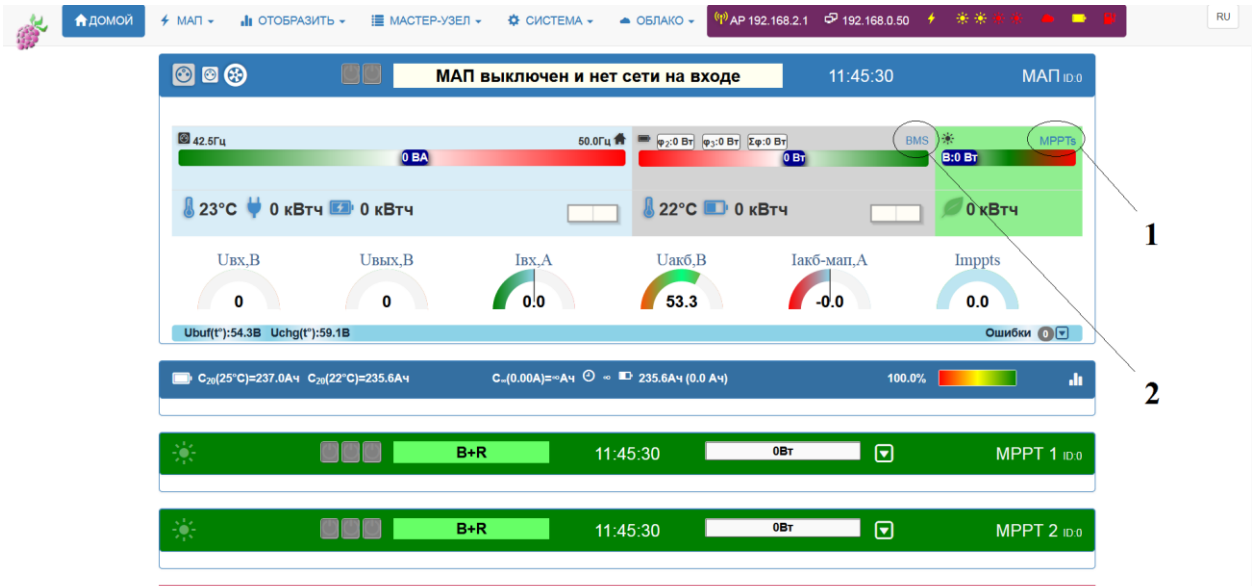 ДОМОЙ МАП ОТОБРАЗИТЬ МАСТЕР-УЗЕЛ СИСТЕМА ОБЛАКО AP 192.168.2.1 192.168.0.50 RU
МАП выключен и нет сети на входе 11:45:30 МАП ID:0
42.5Гц 50.0Гц φ2:0 Вт φ3:0 Вт Σφ:0 Вт BMS MPPTs
0 ВА 0 Вт B:0 Вт
1
23°C 0 кВтч 0 кВтч 22°C 0 кВтч 0 кВтч
Uвх,В Uвых,В Iвх,А Uакб,В Iакб-мап,А Imppts
0 0 0.0 53.3 -0.0 0.0
Ubuf(t°):54.3В Uchg(t°):59.1В Ошибки 0
C20(25°C)=237.0Ач C20(22°C)=235.6Ач C∞(0.00А)=∞Ач ∞ 235.6Ач (0.0 Ач) 100.0%
2
B+R 11:45:30 0Вт MPPT 1 ID:0
B+R 11:45:30 0Вт MPPT 2 ID:0